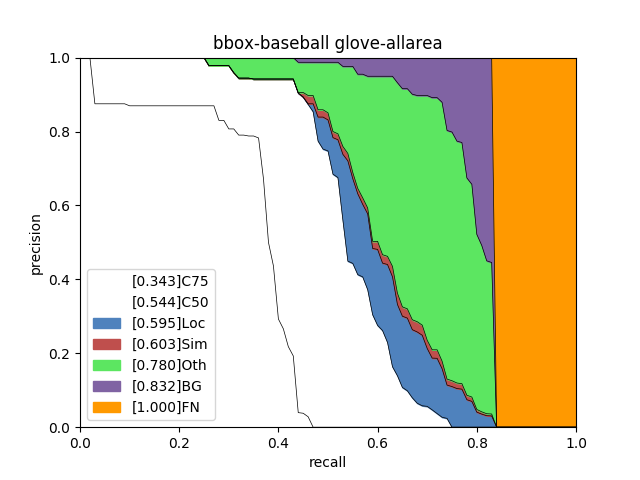 bbox-baseball glove-allarea
precision
1.0
0.8
0.6
0.4
0.2
0.0
[0.343]C75
[0.544]C50
[0.595]Loc
[0.603]Sim
[0.780]Oth
[0.832]BG
[1.000]FN
0.0 0.2 0.4 0.6 0.8 1.0
recall